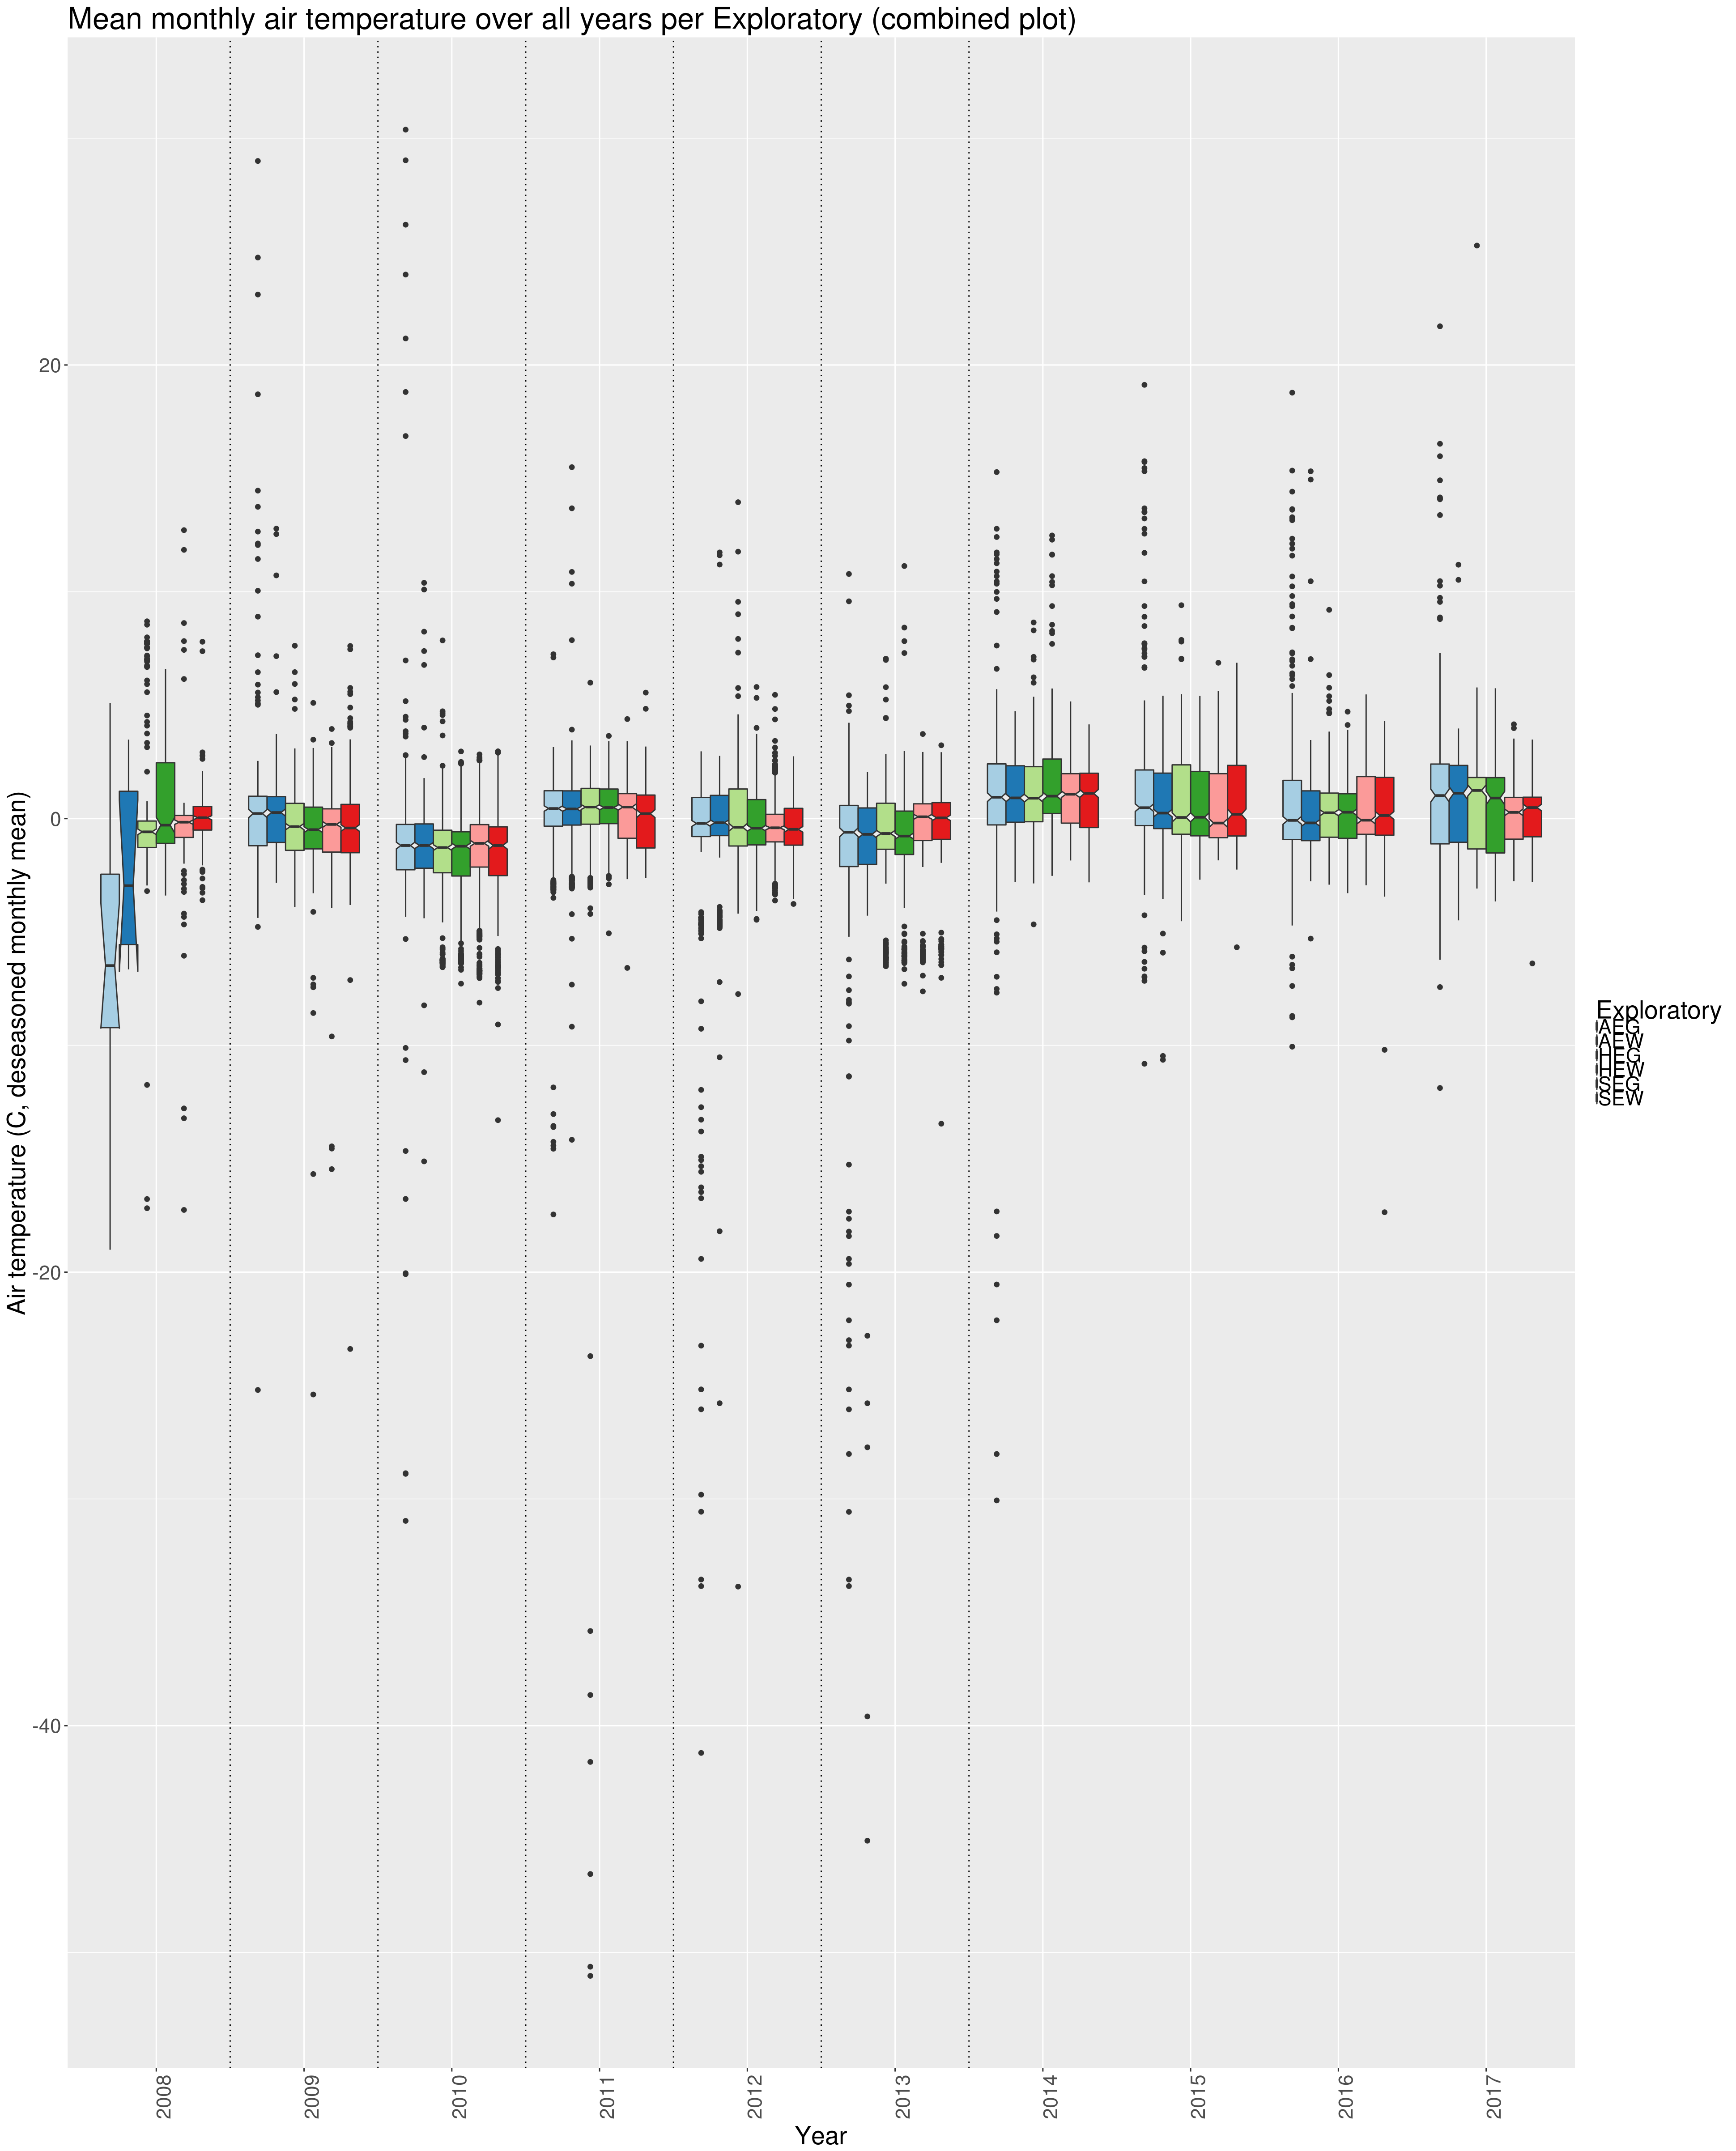 Mean monthly air temperature over all years per Exploratory (combined plot)
Air temperature (C, deseasoned monthly mean)
20
0
-20
-40
2008
2009
2010
2011
2012
2013
2014
2015
2016
2017
Year
Exploratory
AEG
AEW
HEG
HEW
SEG
SEW